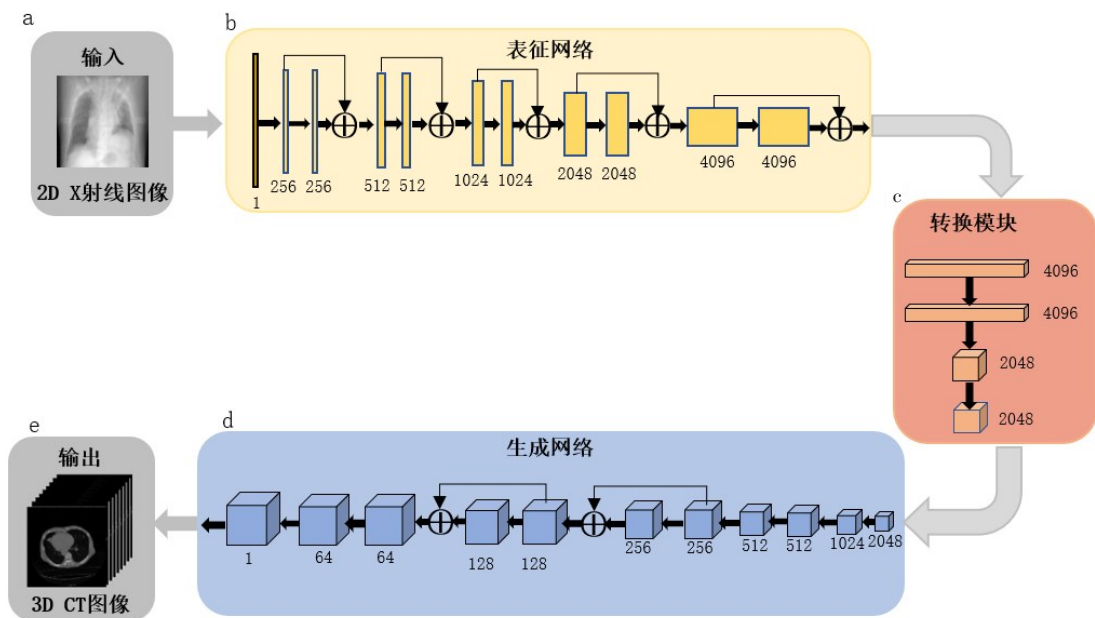 a
输入
2D X射线图像
b
表征网络
1
256 256
512 512
1024 1024
2048 2048
4096 4096
c
转换模块
4096
4096
2048
2048
d
生成网络
1 64 64 128 128 256 256 512 512 1024 2048
e
输出
3D CT图像